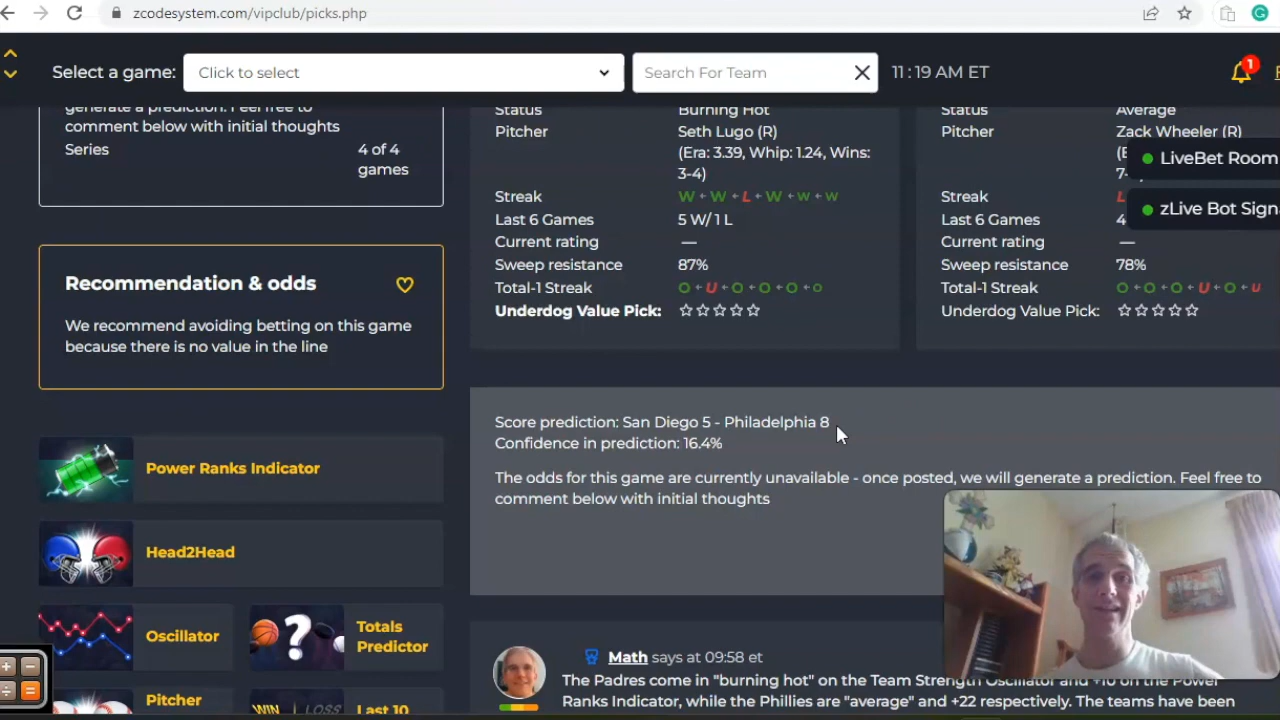 zcodesystem.com/vipclub/picks.php
Select a game: Click to select Search For Team 11:19 AM ET 1
generate a prediction. Feel free to
comment below with initial thoughts
Series 4 of 4
games
Recommendation & odds
We recommend avoiding betting on this game
because there is no value in the line
Power Ranks Indicator
Head2Head
Oscillator
Totals
Predictor
Pitcher
WIN LOSS
Last 10
Status Burning Hot
Pitcher Seth Lugo (R)
(Era: 3.39, Whip: 1.24, Wins:
3-4)
Streak W W L W W W
Last 6 Games 5 W/ 1 L
Current rating —
Sweep resistance 87%
Total-1 Streak O U O O O O
Underdog Value Pick:
Status Average
Pitcher Zack Wheeler (R)
7-
Streak L
Last 6 Games 4
Current rating —
Sweep resistance 78%
Total-1 Streak O O O U O U
Underdog Value Pick:
LiveBet Room
zLive Bot Sign
Score prediction: San Diego 5 - Philadelphia 8
Confidence in prediction: 16.4%
The odds for this game are currently unavailable - once posted, we will generate a prediction. Feel free to
comment below with initial thoughts
Math says at 09:58 et
The Padres come in "burning hot" on the Team Strength Oscillator and +10 on the Power
Ranks Indicator, while the Phillies are "average" and +22 respectively. The teams have been